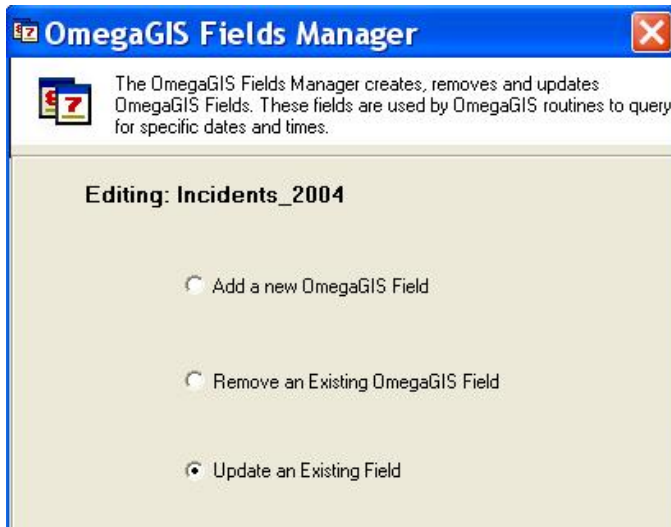 OmegaGIS Fields Manager
The OmegaGIS Fields Manager creates, removes and updates
OmegaGIS Fields. These fields are used by OmegaGIS routines to query
for specific dates and times.
Editing: Incidents_2004
Add a new OmegaGIS Field
Remove an Existing OmegaGIS Field
Update an Existing Field